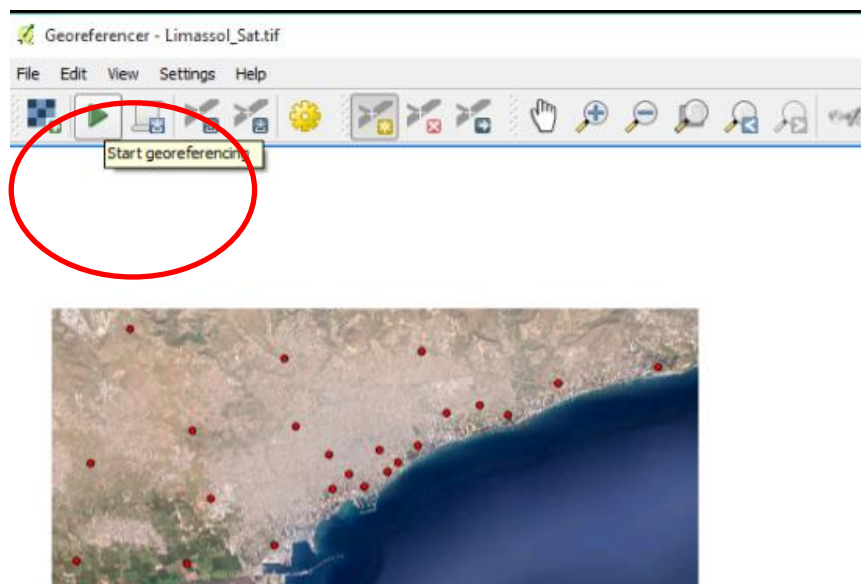 Georeferencer - Limassol_Sat.tif
File Edit View Settings Help
Start georeferencing